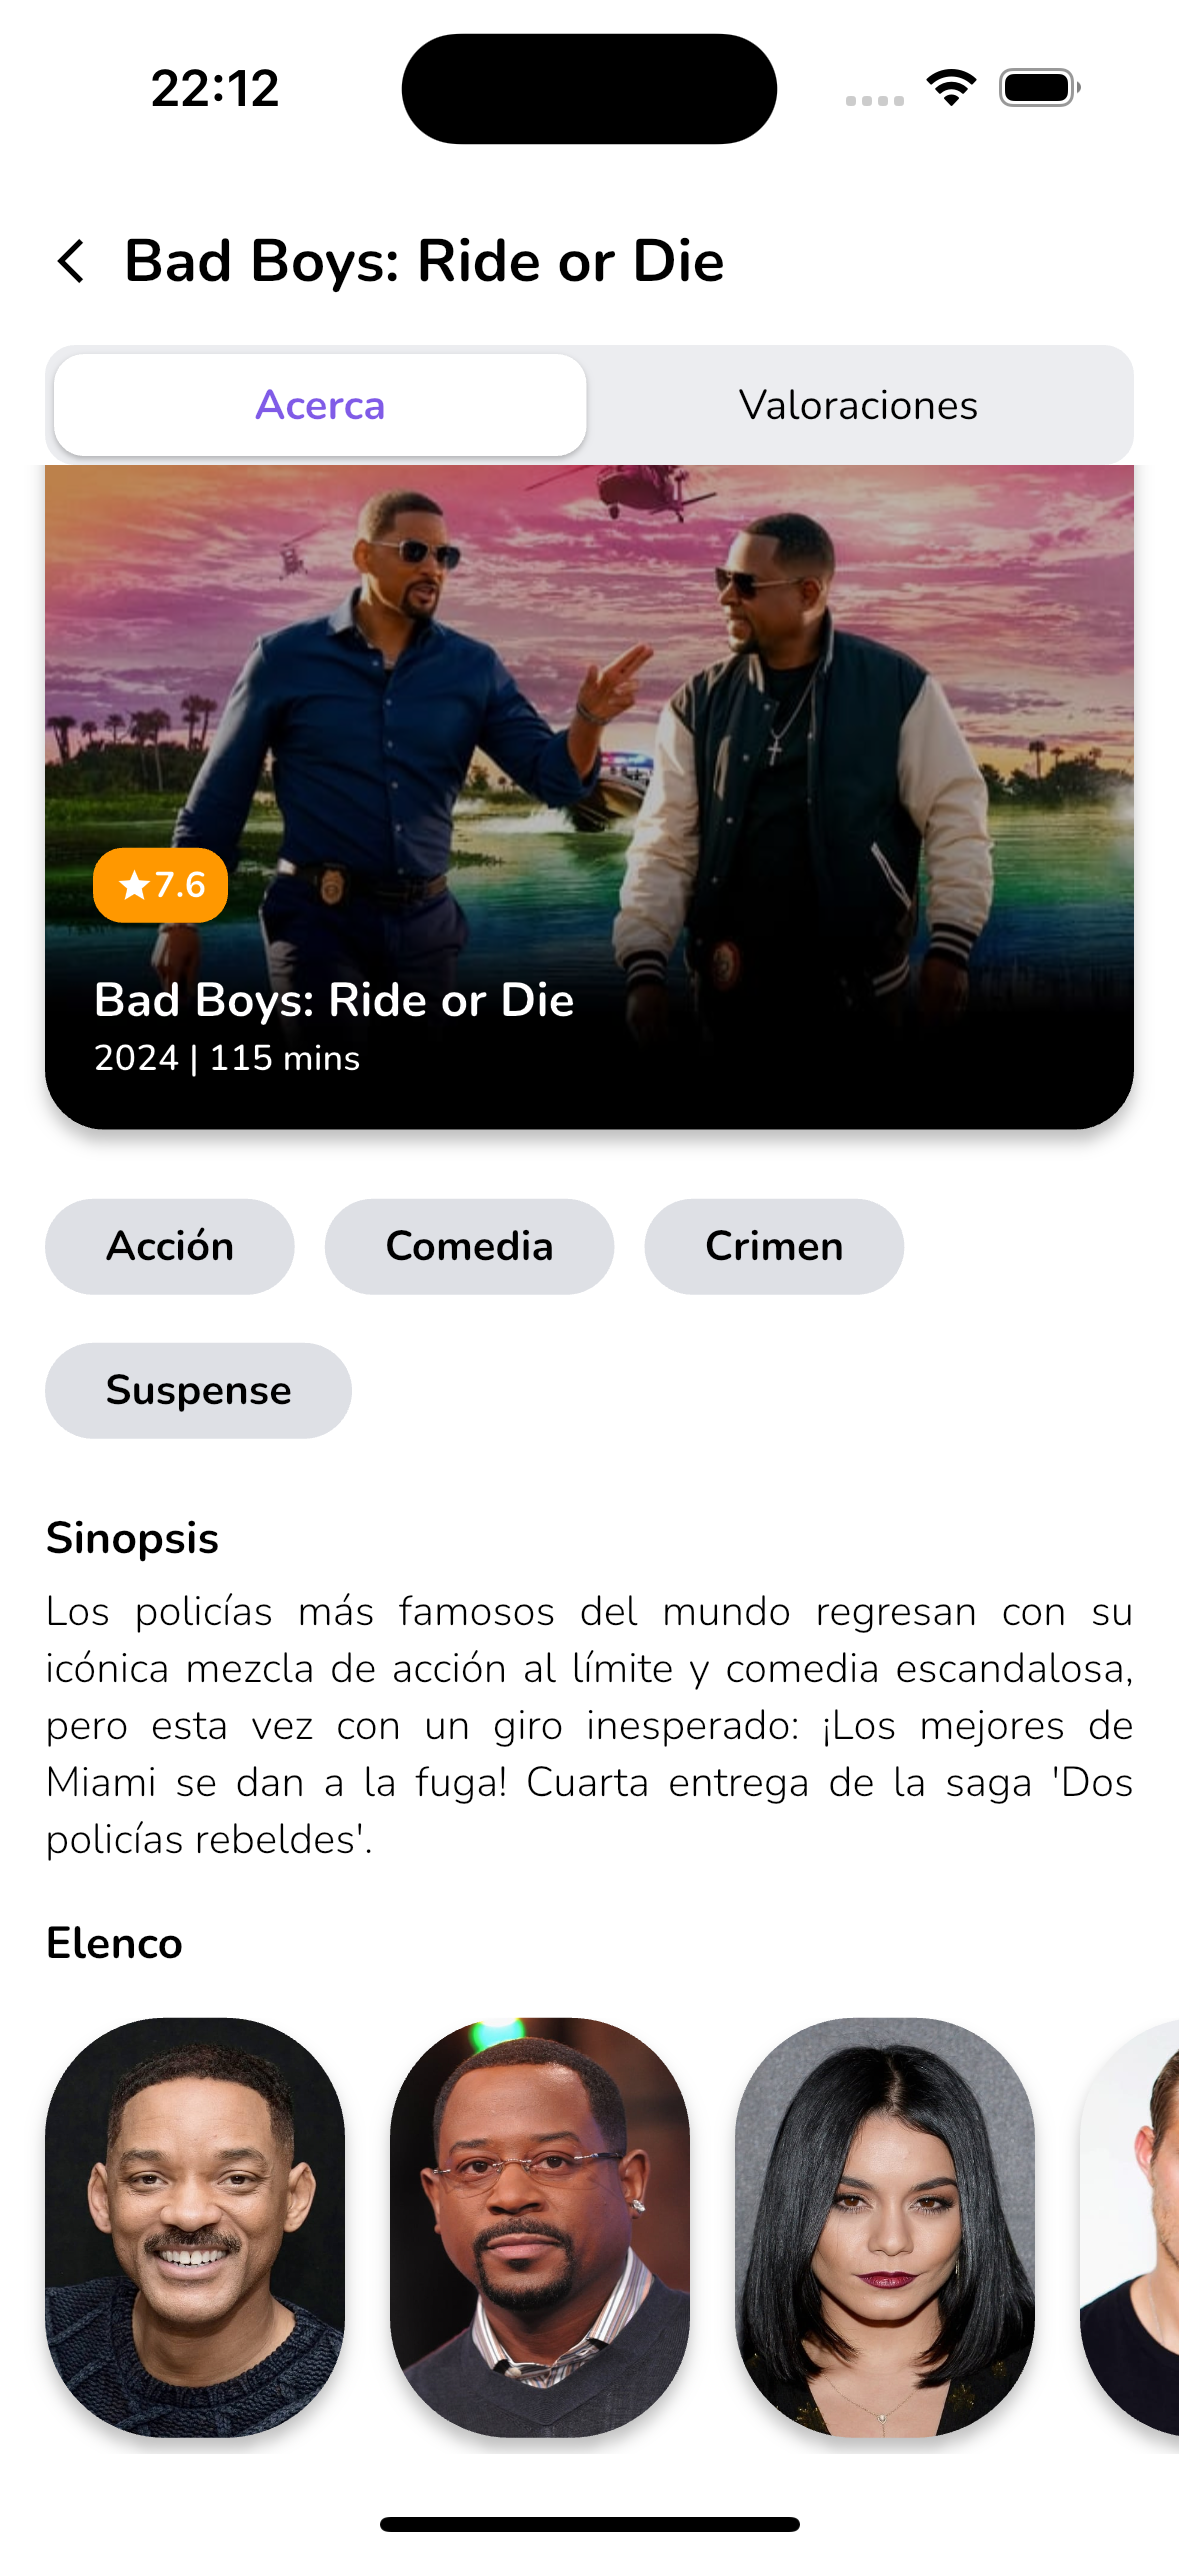 22:12
Bad Boys: Ride or Die
Acerca
Valoraciones
7.6
Bad Boys: Ride or Die
2024 | 115 mins
Acción
Comedia
Crimen
Suspense
Sinopsis
Los policías más famosos del mundo regresan con su
icónica mezcla de acción al límite y comedia escandalosa,
pero esta vez con un giro inesperado: ¡Los mejores de
Miami se dan a la fuga! Cuarta entrega de la saga 'Dos
policías rebeldes'.
Elenco